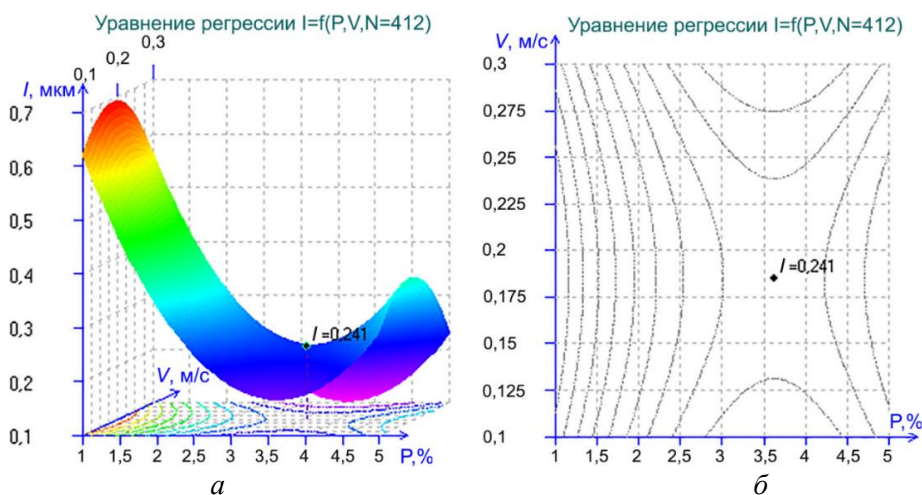 Уравнение регрессии I=f(P,V,N=412)
0,1 0,2 0,3
I, мкм
0,7
0,6
0,5
0,4
0,3
0,2
0,1
I =0,241
V, м/с
1 1,5 2 2,5 3 3,5 4 4,5 5 P,%
а
Уравнение регрессии I=f(P,V,N=412)
V, м/с
0,3
0,275
0,25
0,225
0,2
0,175
0,15
0,125
0,1
I =0,241
P,%
1 1,5 2 2,5 3 3,5 4 4,5 5
б